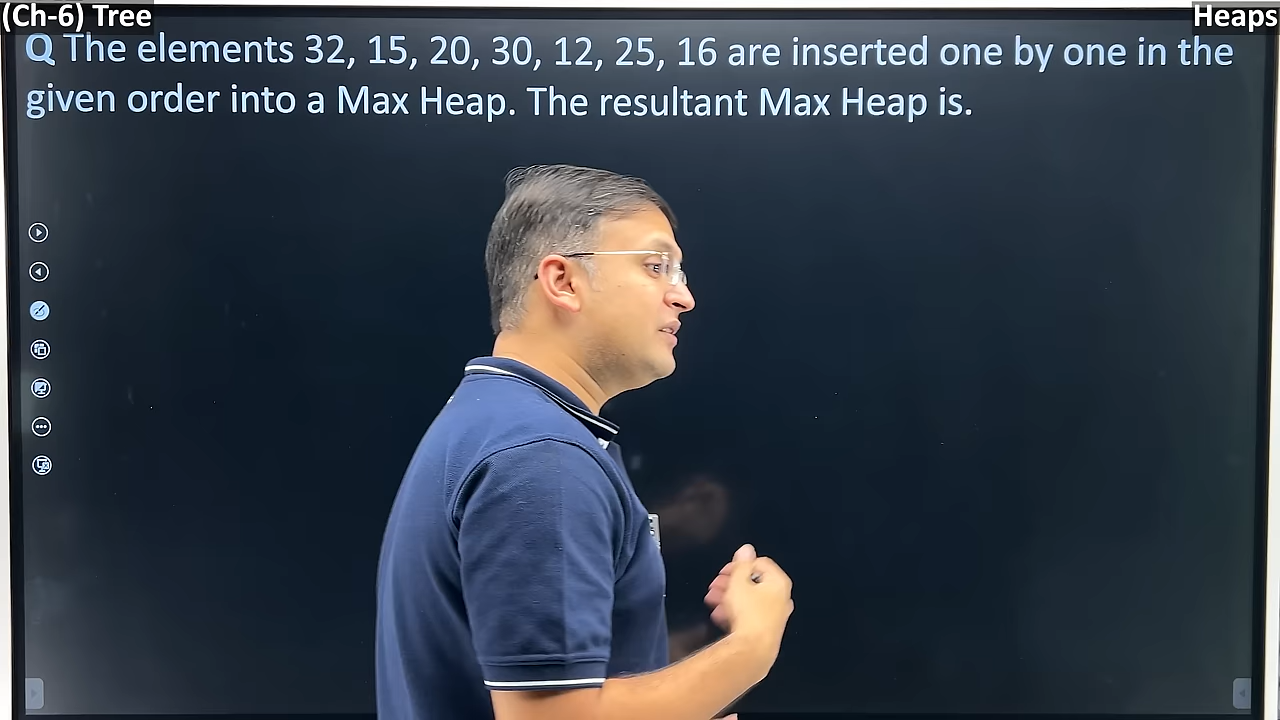 (Ch-6) Tree
Heaps
Q The elements 32, 15, 20, 30, 12, 25, 16 are inserted one by one in the
given order into a Max Heap. The resultant Max Heap is.